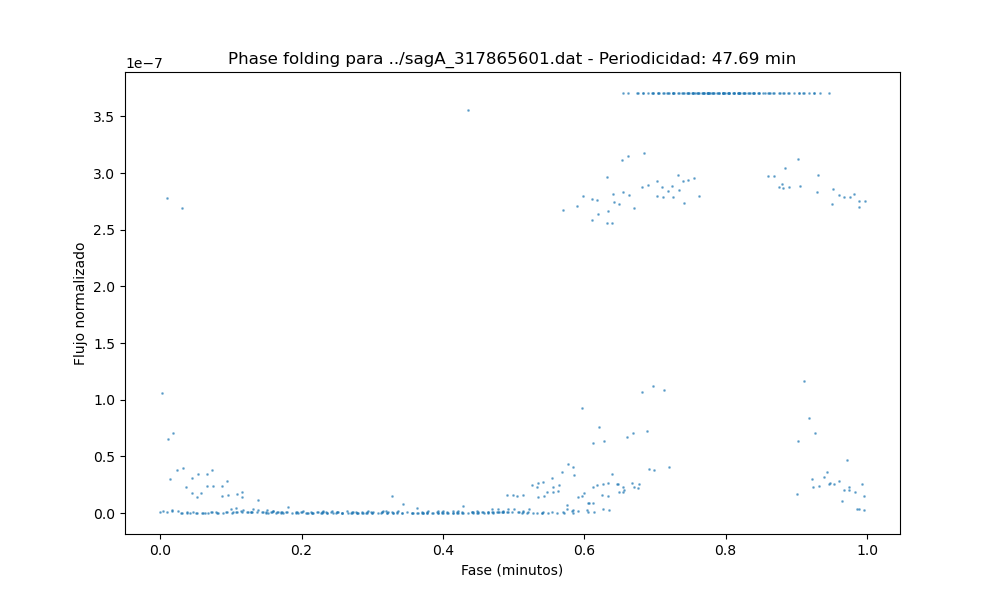 Phase folding para ../sagA_317865601.dat - Periodicidad: 47.69 min
1e−7
3.5
3.0
2.5
2.0
1.5
1.0
0.5
0.0
Flujo normalizado
0.0 0.2 0.4 0.6 0.8 1.0
Fase (minutos)